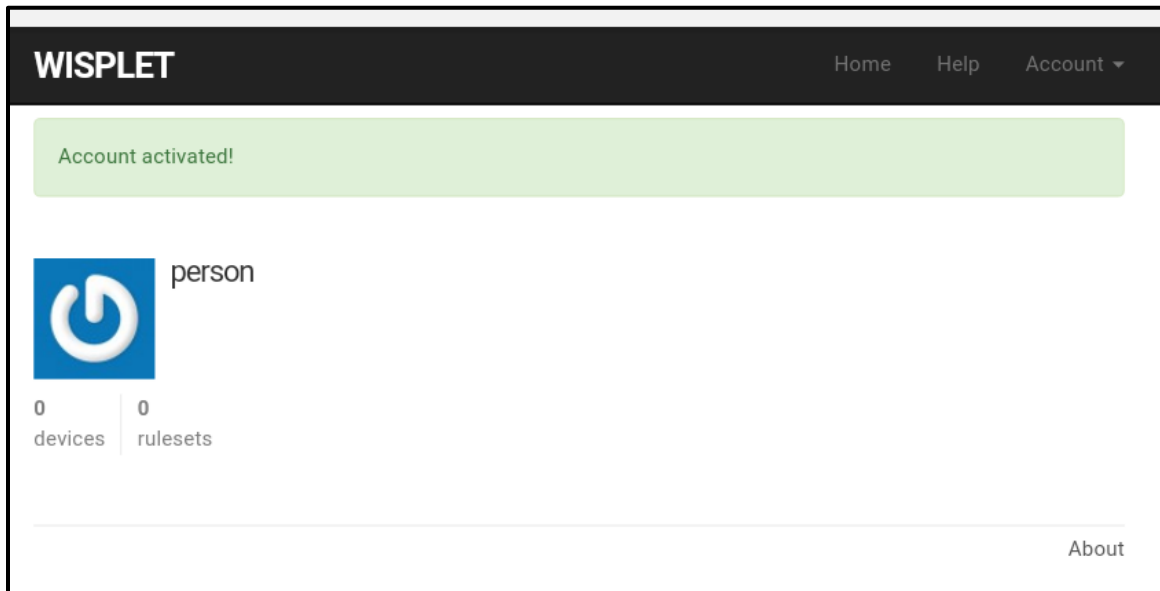 WISPLET
Home Help Account
Account activated!
person
0 0
devices rulesets
About